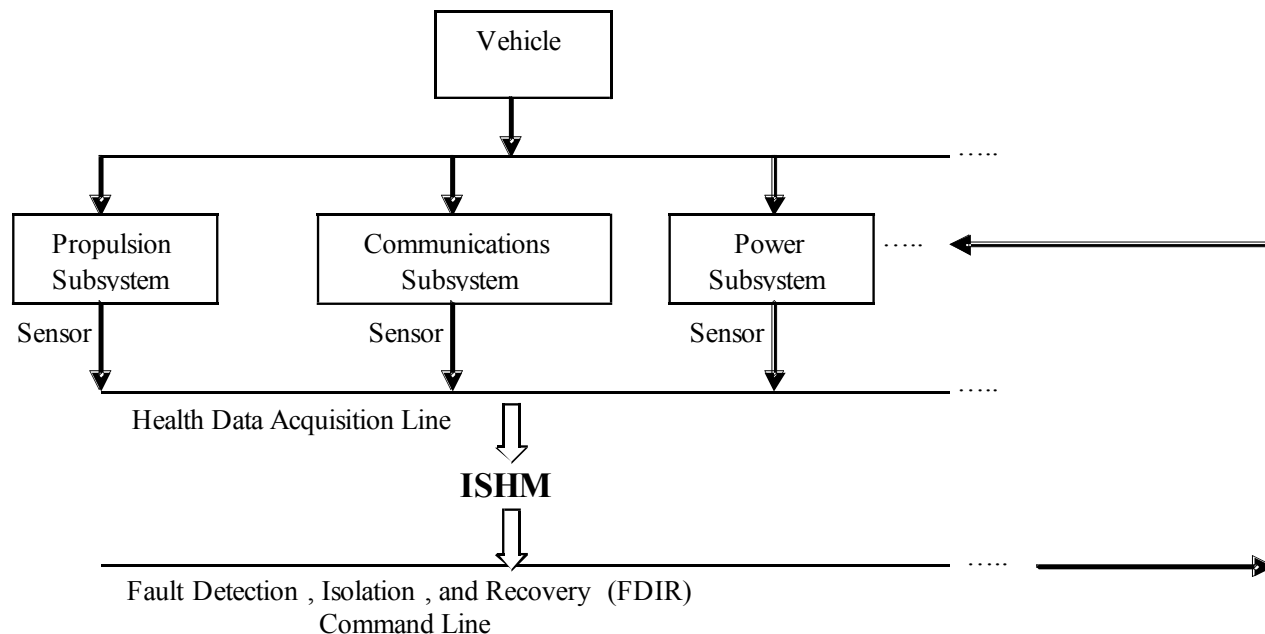 Vehicle
.....
Propulsion
Subsystem
Communications
Subsystem
Power
Subsystem
.....
Sensor
Sensor
Sensor
.....
Health Data Acquisition Line
ISHM
.....
Fault Detection , Isolation , and Recovery (FDIR)
Command Line